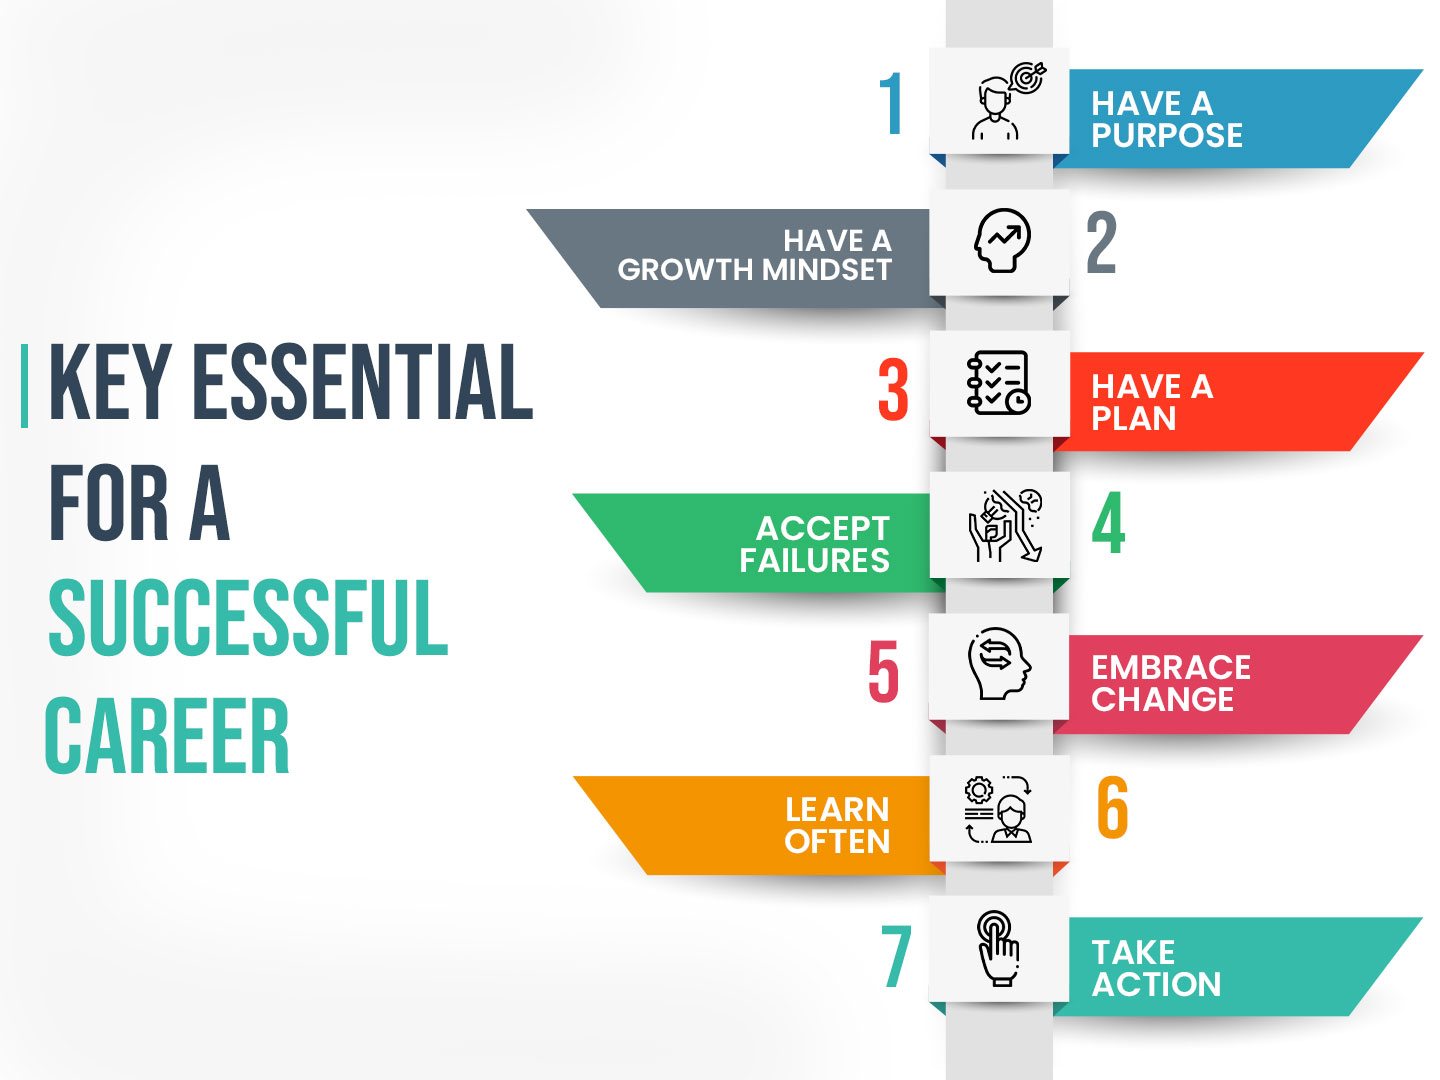 KEY ESSENTIAL
FOR A
SUCCESSFUL
CAREER
1
HAVE A
PURPOSE
HAVE A
GROWTH MINDSET
2
3
HAVE A
PLAN
ACCEPT
FAILURES
4
5
EMBRACE
CHANGE
LEARN
OFTEN
6
7
TAKE
ACTION